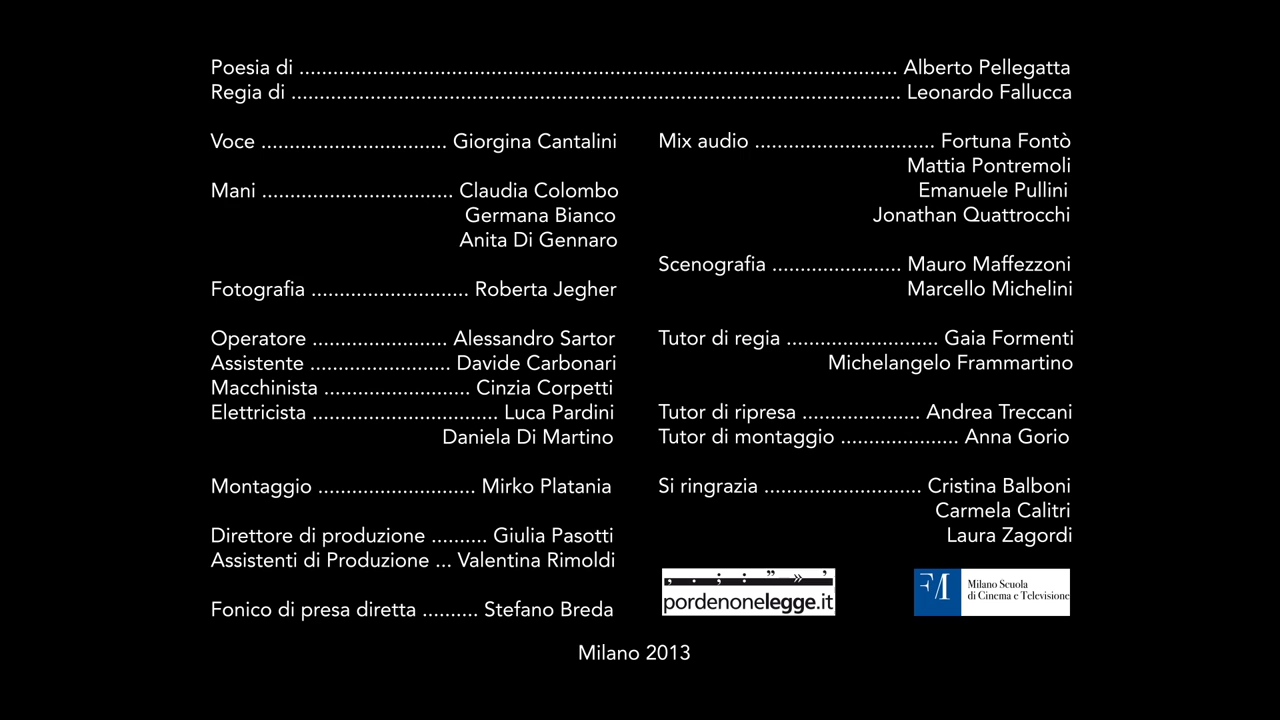 Poesia di .......................................................................................................... Alberto Pellegatta
Regia di ............................................................................................................ Leonardo Fallucca
Voce ................................. Giorgina Cantalini
Mani .................................. Claudia Colombo
Germana Bianco
Anita Di Gennaro
Fotografia ............................ Roberta Jegher
Operatore ........................ Alessandro Sartor
Assistente ......................... Davide Carbonari
Macchinista .......................... Cinzia Corpetti
Elettricista ................................. Luca Pardini
Daniela Di Martino
Montaggio ............................ Mirko Platania
Direttore di produzione .......... Giulia Pasotti
Assistenti di Produzione ... Valentina Rimoldi
Fonico di presa diretta .......... Stefano Breda
Mix audio ................................ Fortuna Fontò
Mattia Pontremoli
Emanuele Pullini
Jonathan Quattrocchi
Scenografia ....................... Mauro Maffezzoni
Marcello Michelini
Tutor di regia ........................... Gaia Formenti
Michelangelo Frammartino
Tutor di ripresa ..................... Andrea Treccani
Tutor di montaggio ..................... Anna Gorio
Si ringrazia ............................ Cristina Balboni
Carmela Calitri
Laura Zagordi
, . ; : ” » ’
pordenonelegge.it
FM
Milano Scuola
di Cinema e Televisione
Milano 2013